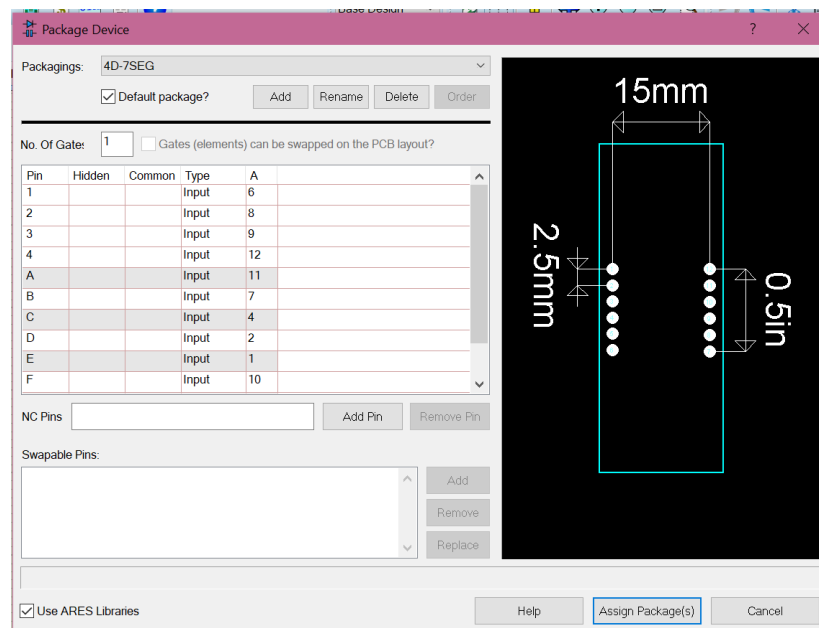 Base Design
Package Device
?
Packagings: 4D-7SEG
Default package? Add Rename Delete Order
No. Of Gates 1 Gates (elements) can be swapped on the PCB layout?
Pin Hidden Common Type A
1 Input 6
2 Input 8
3 Input 9
4 Input 12
A Input 11
B Input 7
C Input 4
D Input 2
E Input 1
F Input 10
NC Pins Add Pin Remove Pin
Swapable Pins:
Add
Remove
Replace
Use ARES Libraries Help Assign Package(s) Cancel
15mm
2.5mm
0.5in